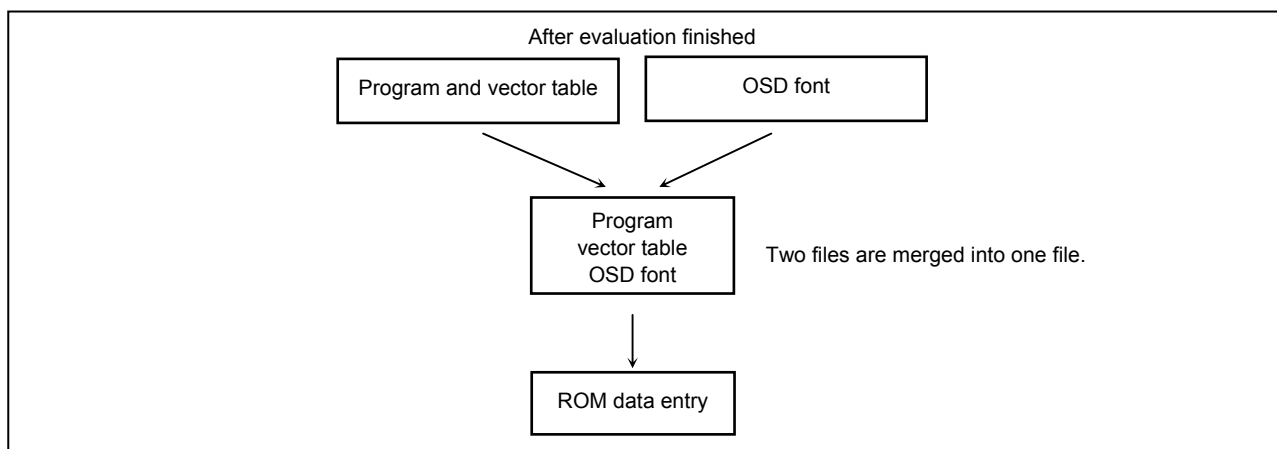 After evaluation finished
Program and vector table
OSD font
Program
vector table
OSD font
Two files are merged into one file.
ROM data entry